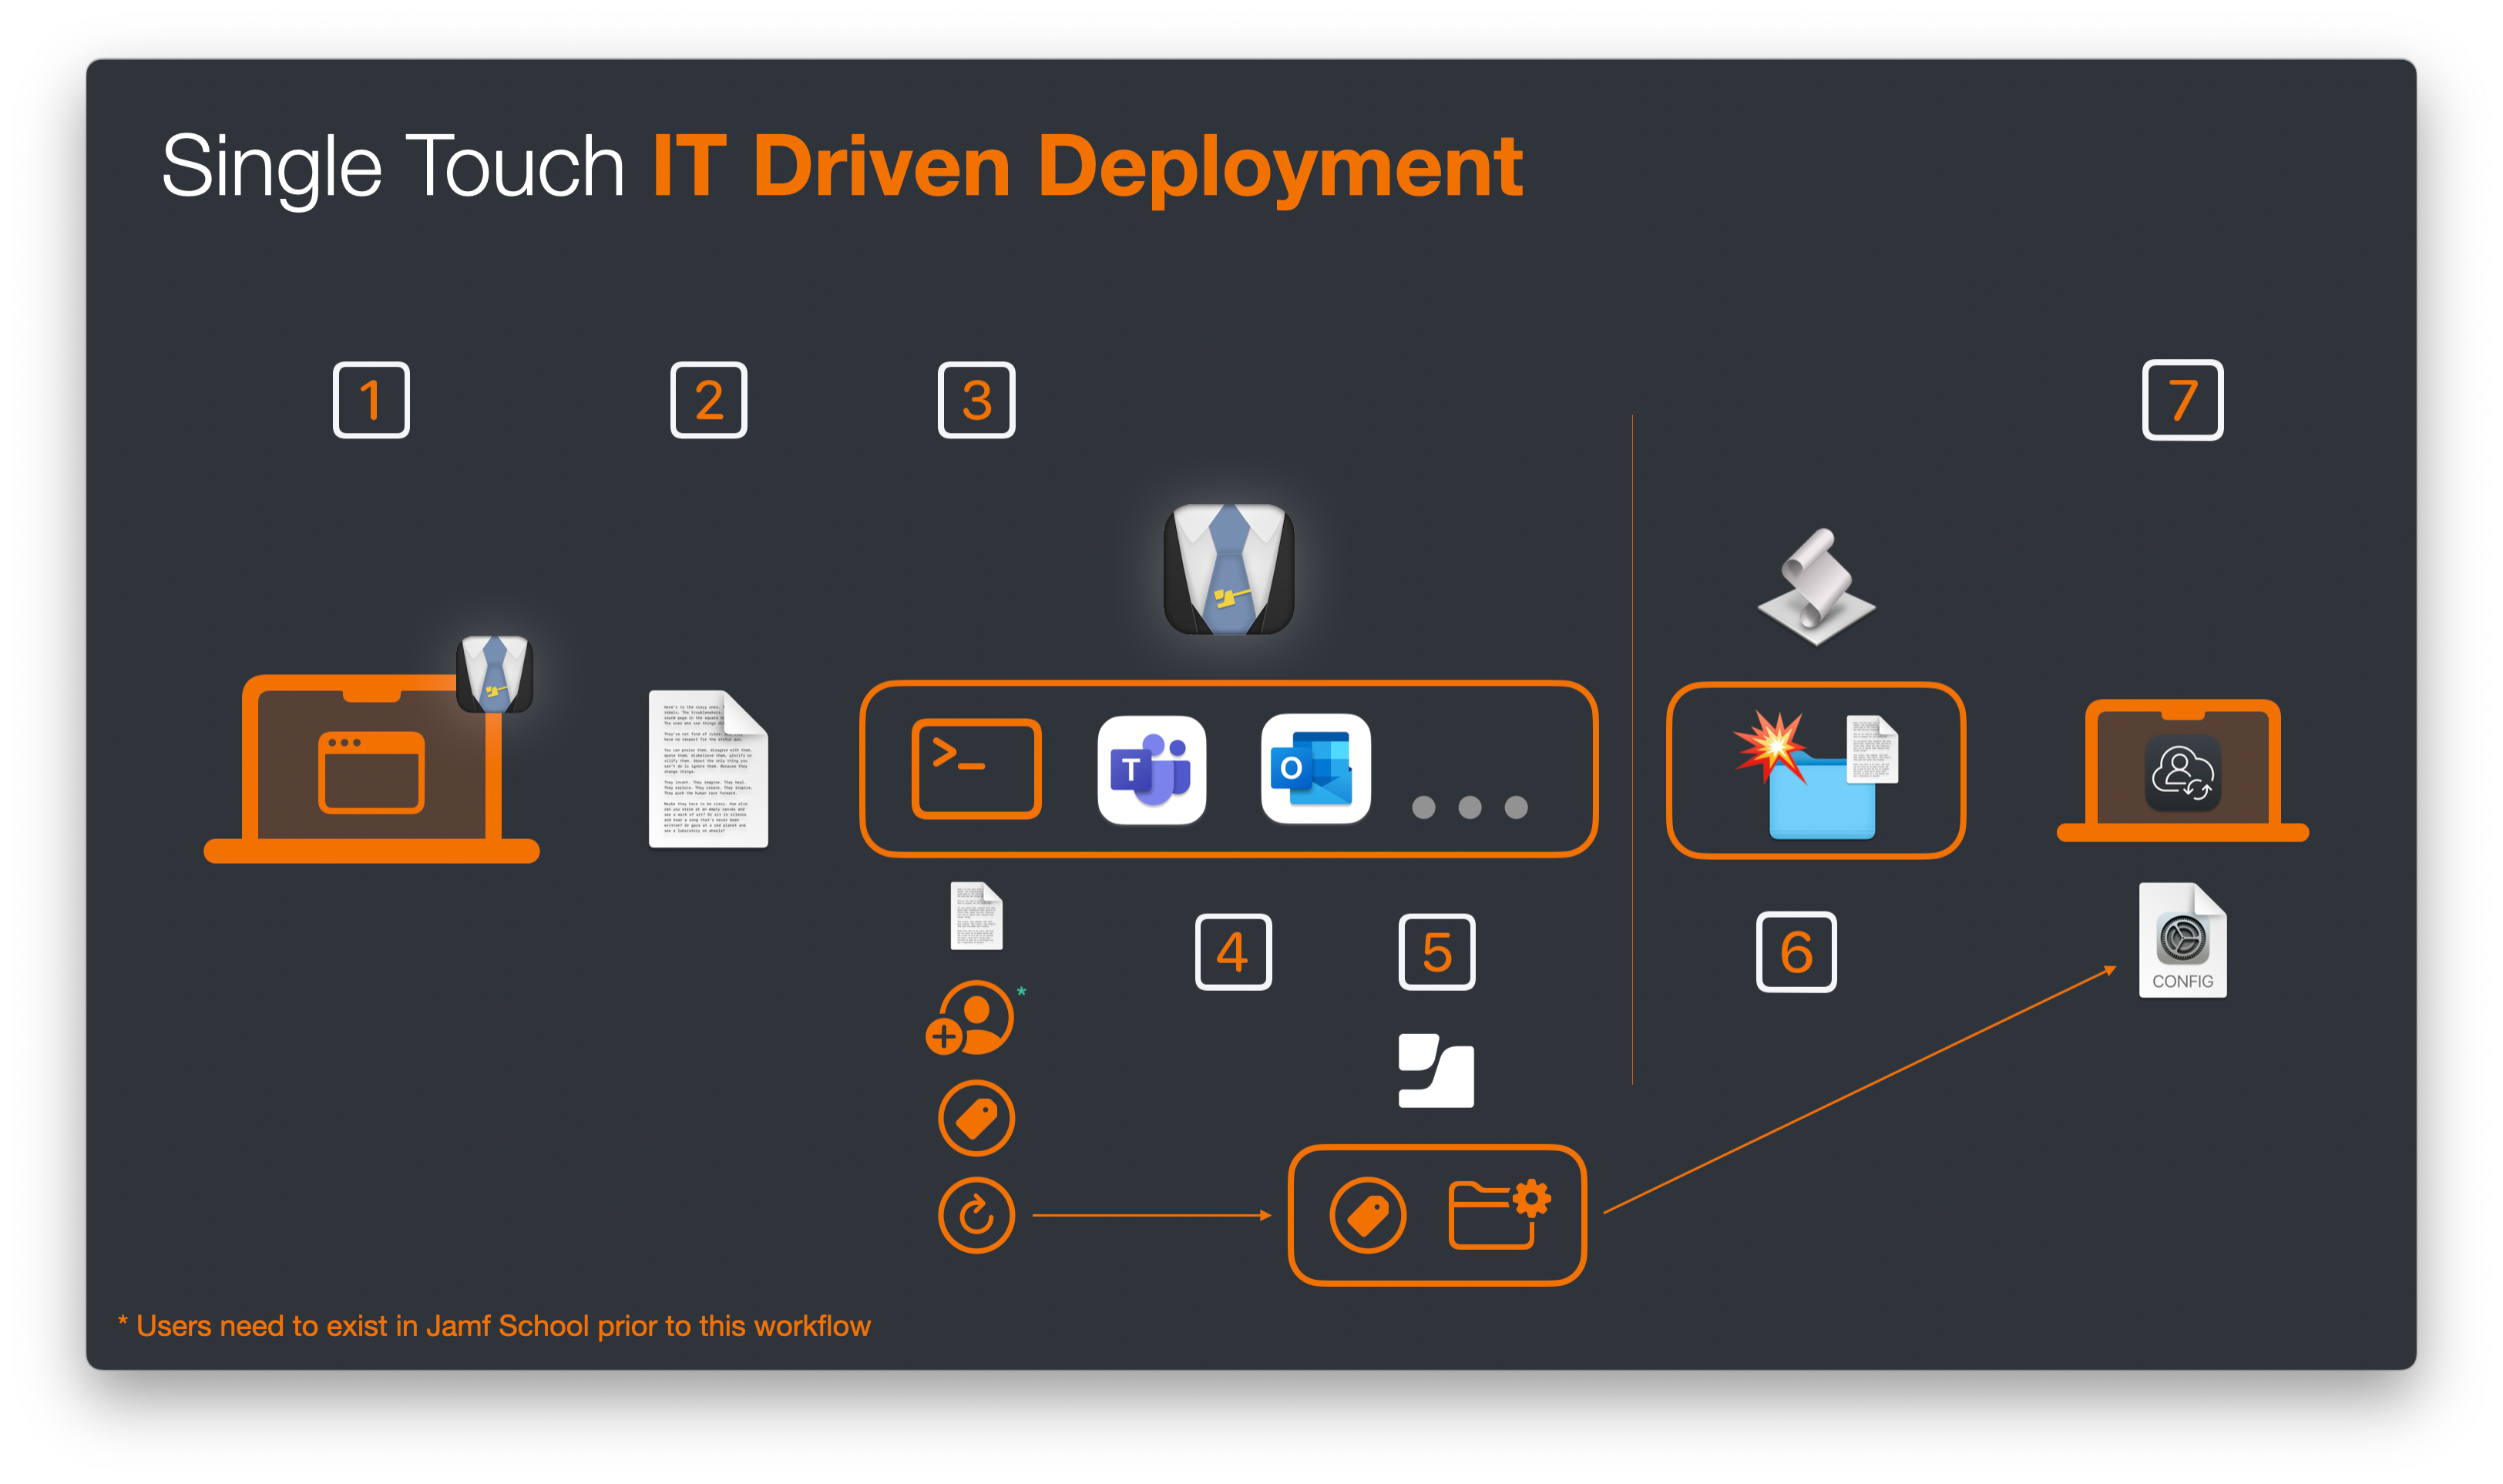 Single Touch IT Driven Deployment
1
2
3
7
T
O
4
5
6
CONFIG
*
* Users need to exist in Jamf School prior to this workflow